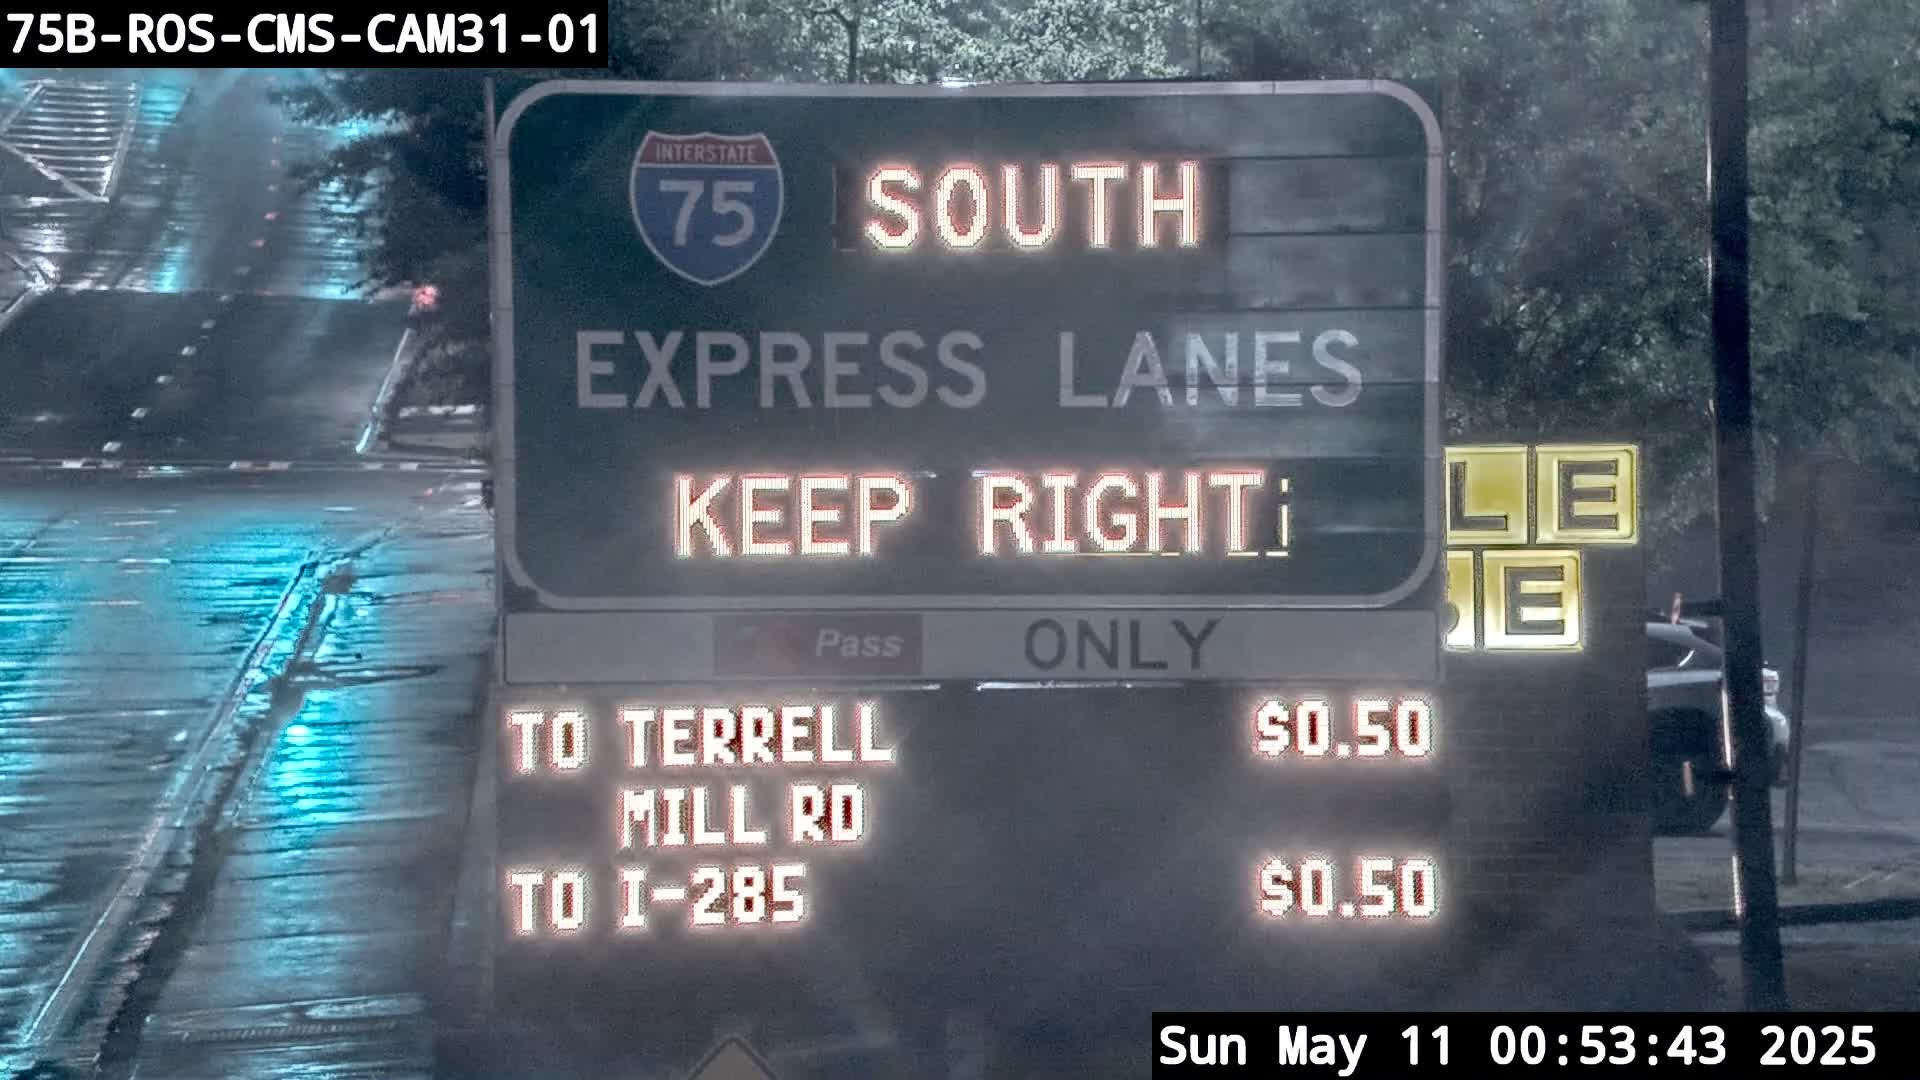 75B-ROS-CMS-CAM31-01
INTERSTATE
75
SOUTH
EXPRESS LANES
KEEP RIGHT
Pass ONLY
TO TERRELL $0.50
MILL RD
TO I-285 $0.50
LE
E
Sun May 11 00:53:43 2025